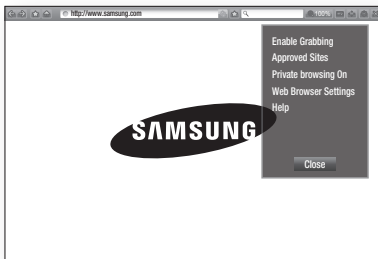 http://www.samsung.com
100%
Enable Grabbing
Approved Sites
Private browsing On
Web Browser Settings
Help
SAMSUNG
Close